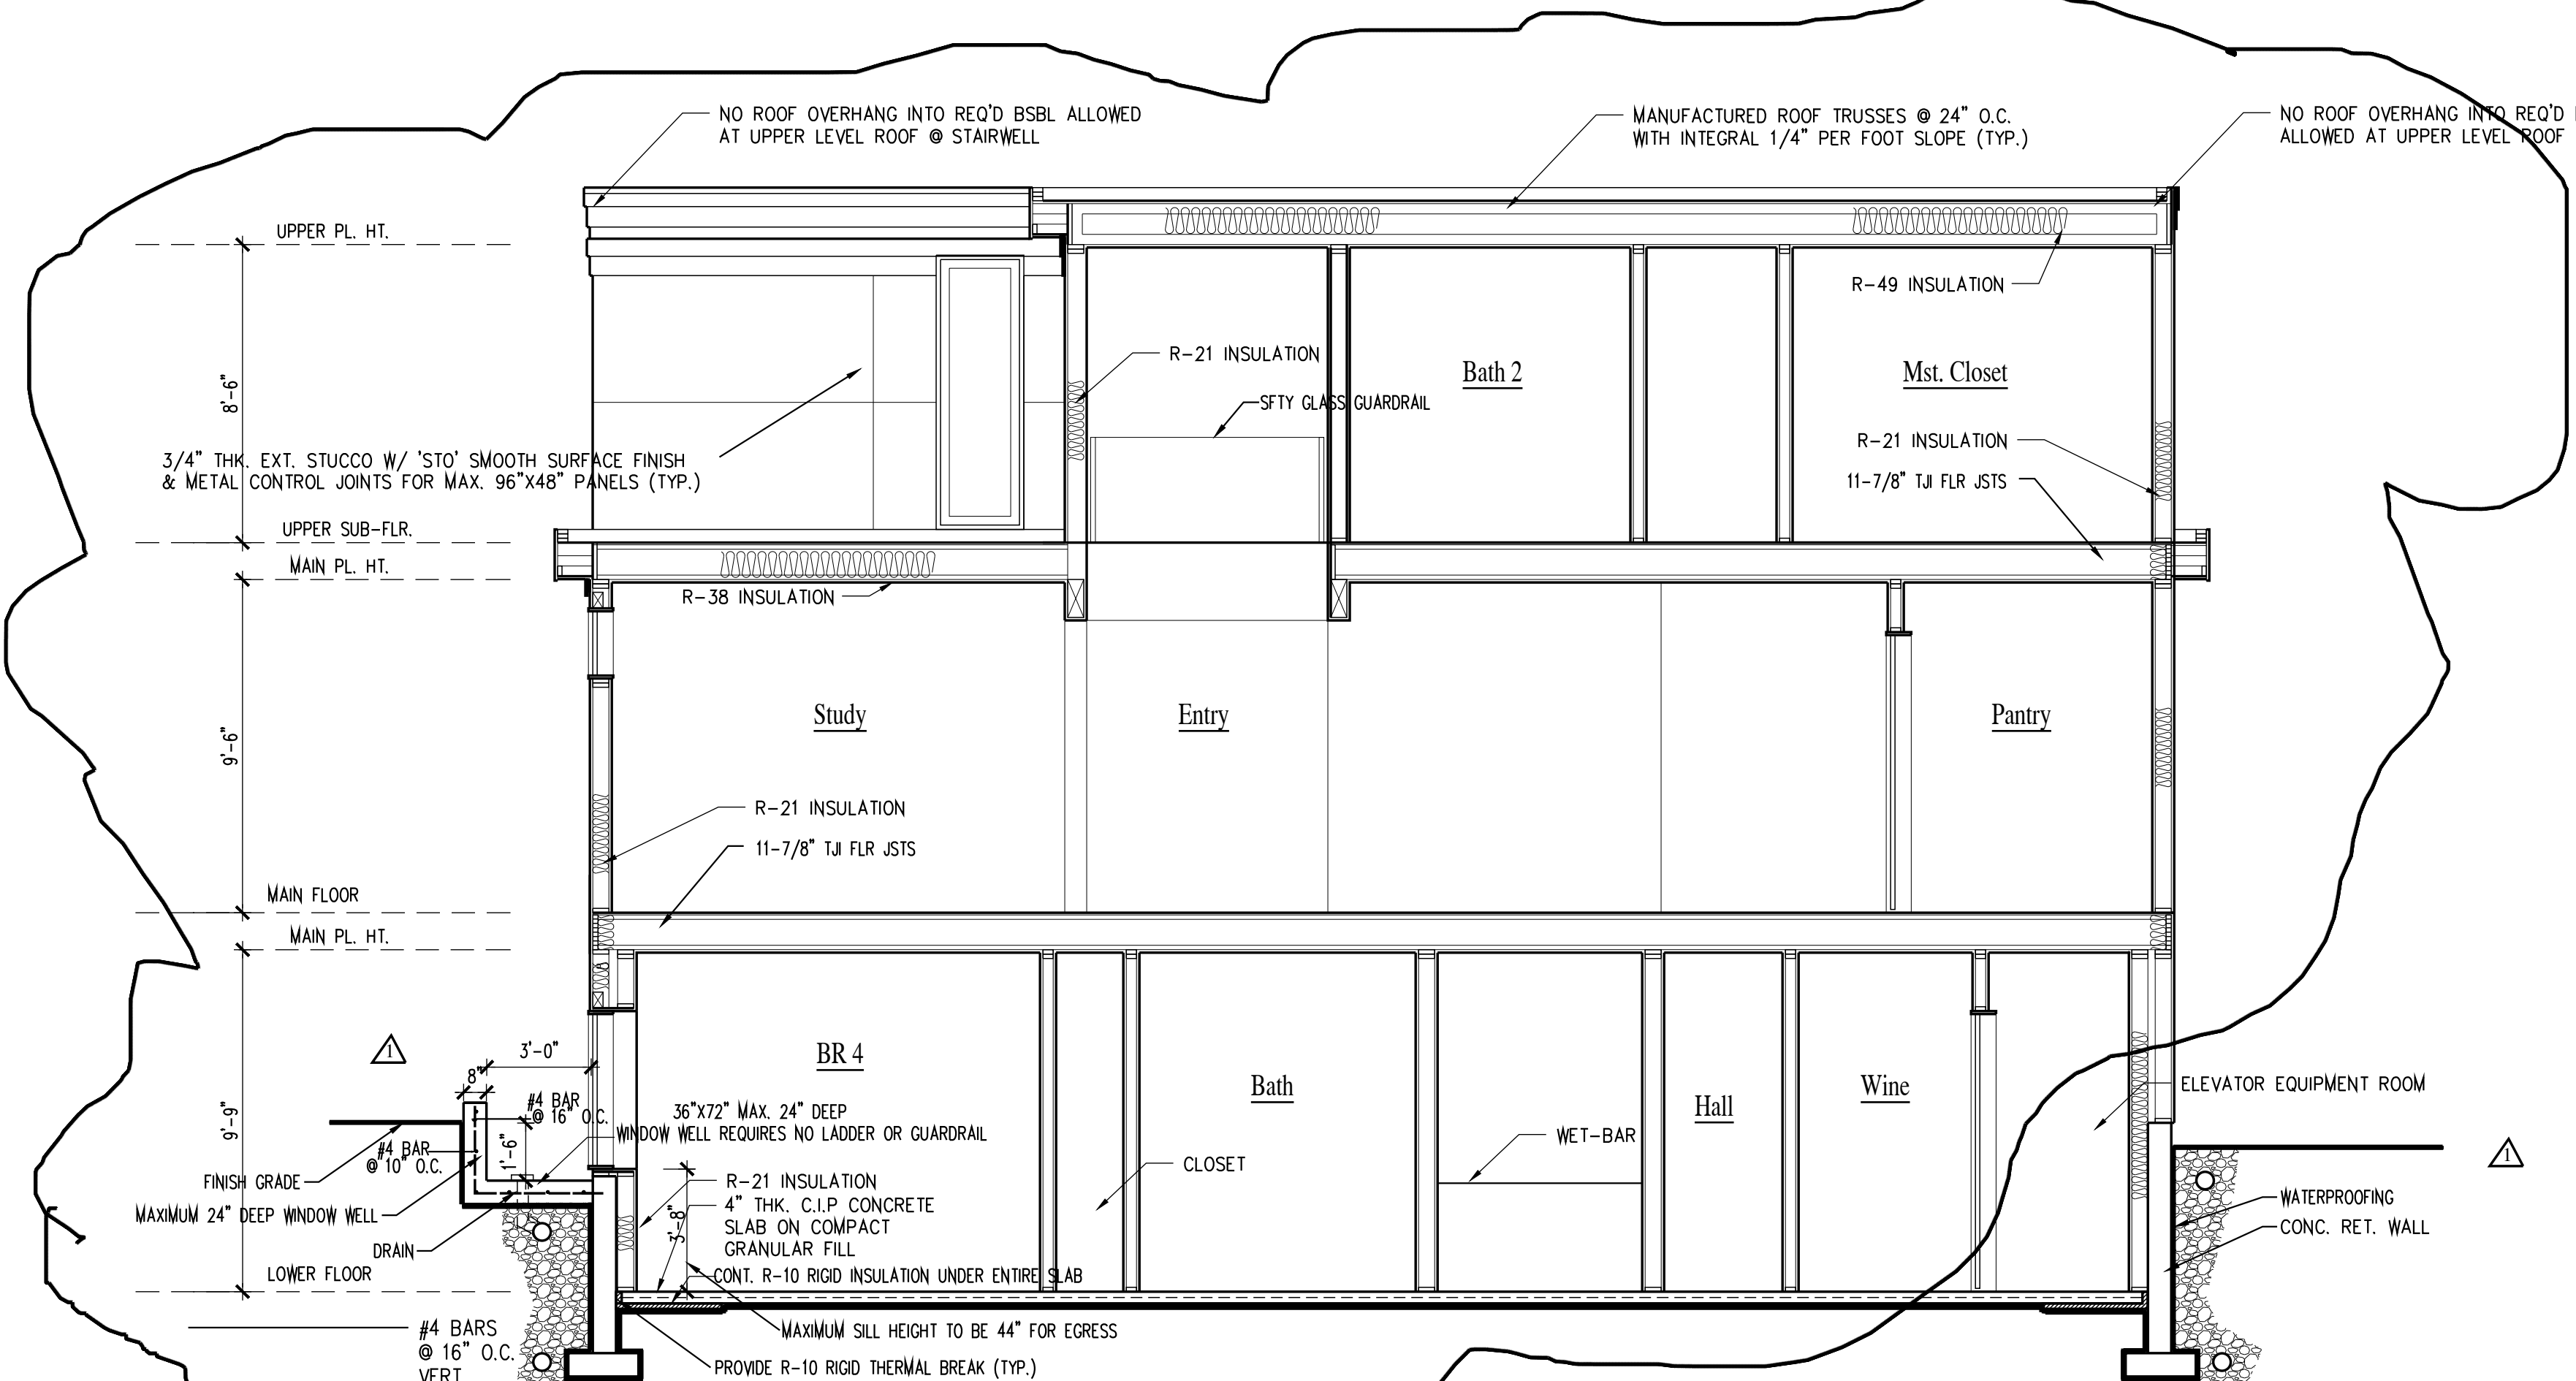 NO ROOF OVERHANG INTO REQ'D BSBL ALLOWED
AT UPPER LEVEL ROOF @ STAIRWELL
MANUFACTURED ROOF TRUSSES @ 24" O.C.
WITH INTEGRAL 1/4" PER FOOT SLOPE (TYP.)
NO ROOF OVERHANG INTO REQ'D
ALLOWED AT UPPER LEVEL ROOF
UPPER PL. HT.
R-49 INSULATION
R-21 INSULATION
Bath 2
Mst. Closet
8'-6"
SFTY GLASS GUARDRAIL
R-21 INSULATION
3/4" THK. EXT. STUCCO W/ 'STO' SMOOTH SURFACE FINISH
& METAL CONTROL JOINTS FOR MAX. 96"X48" PANELS (TYP.)
11-7/8" TJI FLR JSTS
UPPER SUB-FLR.
MAIN PL. HT.
R-38 INSULATION
9'-6"
Study
Entry
Pantry
R-21 INSULATION
11-7/8" TJI FLR JSTS
MAIN FLOOR
MAIN PL. HT.
1
3'-0"
BR 4
8"
Bath
Hall
Wine
ELEVATOR EQUIPMENT ROOM
9'-9"
#4 BAR
@ 16" O.C.
36"X72" MAX. 24" DEEP
WINDOW WELL REQUIRES NO LADDER OR GUARDRAIL
WET-BAR
#4 BAR
@ 10" O.C.
1'-6"
CLOSET
1
FINISH GRADE
R-21 INSULATION
4" THK. C.I.P CONCRETE
SLAB ON COMPACT
GRANULAR FILL
3'-8"
WATERPROOFING
CONC. RET. WALL
MAXIMUM 24" DEEP WINDOW WELL
DRAIN
LOWER FLOOR
CONT. R-10 RIGID INSULATION UNDER ENTIRE SLAB
#4 BARS
@ 16" O.C.
VERT
MAXIMUM SILL HEIGHT TO BE 44" FOR EGRESS
PROVIDE R-10 RIGID THERMAL BREAK (TYP.)